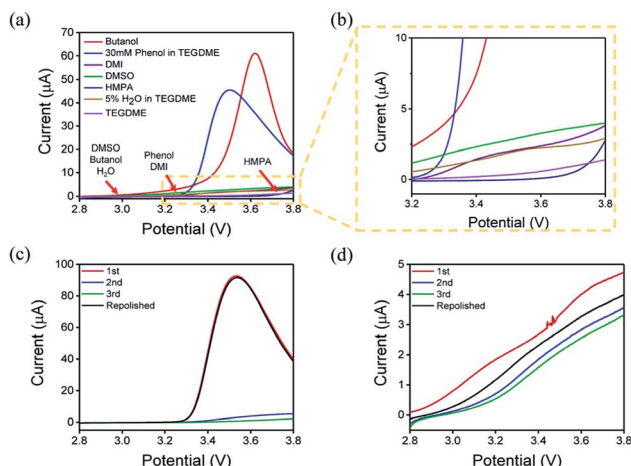 (a)
Current (μA)
70
60
50
40
30
20
10
0
Butanol
30mM Phenol in TEGDME
DMI
DMSO
HMPA
5% H₂O in TEGDME
TEGDME
DMSO
Butanol
H₂O
Phenol
DMI
HMPA
2.8 3.0 3.2 3.4 3.6 3.8
Potential (V)
(b)
Current (μA)
10
5
0
3.2 3.4 3.6 3.8
Potential (V)
(c)
Current (μA)
100
80
60
40
20
0
1st
2nd
3rd
Repolished
2.8 3.0 3.2 3.4 3.6 3.8
Potential (V)
(d)
Current (μA)
5
4
3
2
1
0
1st
2nd
3rd
Repolished
2.8 3.0 3.2 3.4 3.6 3.8
Potential (V)